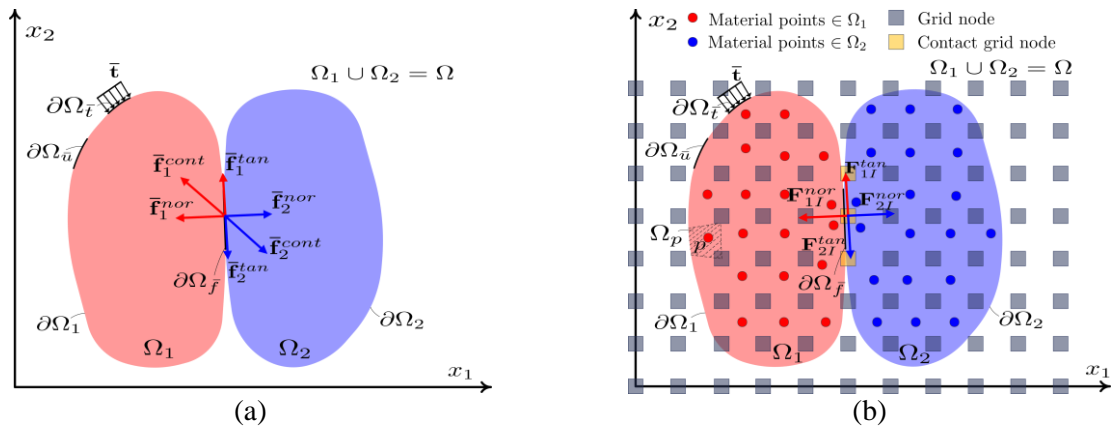 x₂
t̄
Ω₁ ∪ Ω₂ = Ω
∂Ω_t̄
∂Ω_ū
f̄₁^cont
f̄₁^tan
f̄₁^nor
f̄₂^nor
f̄₂^cont
f̄₂^tan
∂Ω_f̄
∂Ω₁
∂Ω₂
Ω₁
Ω₂
x₁
(a)
x₂
Material points ∈ Ω₁
Grid node
Material points ∈ Ω₂
Contact grid node
t̄
Ω₁ ∪ Ω₂ = Ω
∂Ω_t̄
∂Ω_ū
F₁I^tan
F̄₁I^nor
F₂I^nor
Ω_p
p
F₂I^tan
∂Ω_f̄
∂Ω₁
∂Ω₂
Ω₁
Ω₂
x₁
(b)